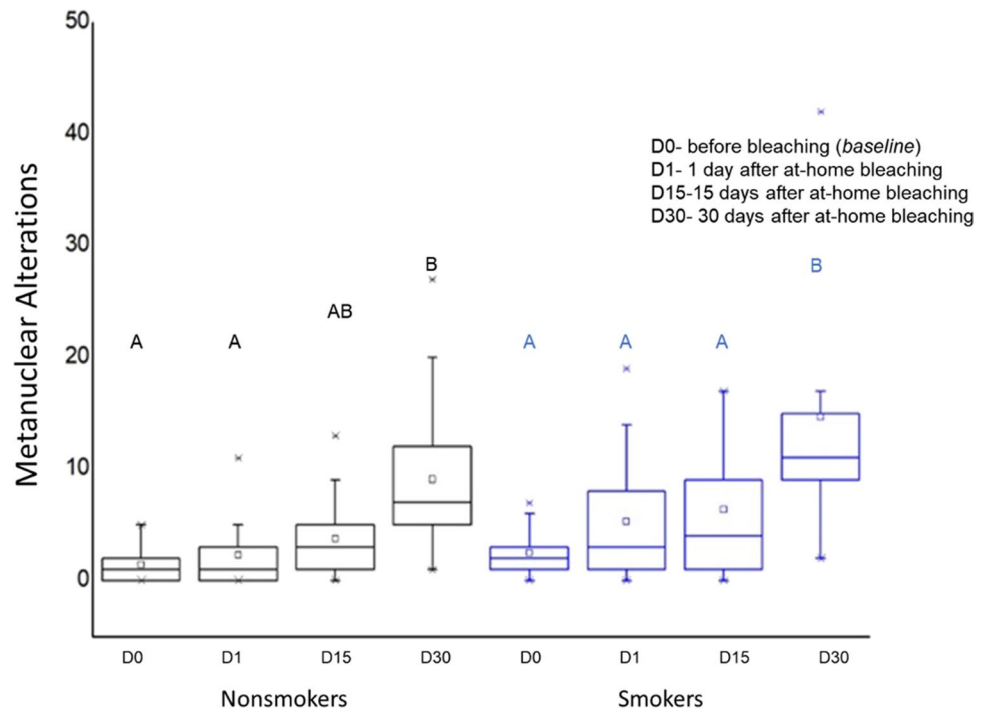 50
40
30
20
10
0
Metanuclear Alterations
D0- before bleaching (baseline)
D1- 1 day after at-home bleaching
D15-15 days after at-home bleaching
D30- 30 days after at-home bleaching
A
A
AB
B
A
A
A
B
D0
D1
D15
D30
D0
D1
D15
D30
Nonsmokers
Smokers